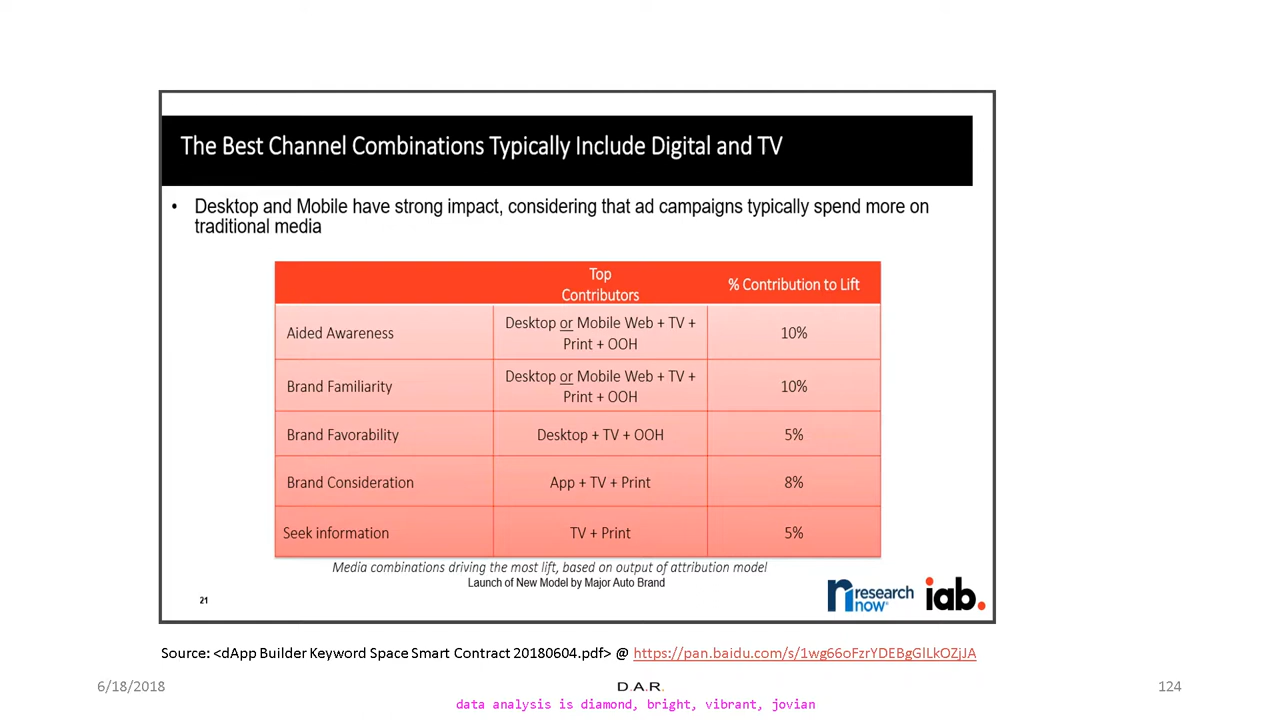 The Best Channel Combinations Typically Include Digital and TV
• Desktop and Mobile have strong impact, considering that ad campaigns typically spend more on
traditional media
Top
Contributors
% Contribution to Lift
Aided Awareness
Desktop or Mobile Web + TV +
Print + OOH
10%
Brand Familiarity
Desktop or Mobile Web + TV +
Print + OOH
10%
Brand Favorability
Desktop + TV + OOH
5%
Brand Consideration
App + TV + Print
8%
Seek information
TV + Print
5%
Media combinations driving the most lift, based on output of attribution model
Launch of New Model by Major Auto Brand
21
research
now®
iab.
Source: <dApp Builder Keyword Space Smart Contract 20180604.pdf> @ https://pan.baidu.com/s/1wg66oFzrYDEBgGlLkOZjJA
6/18/2018
D.A.R.
124
data analysis is diamond, bright, vibrant, jovian